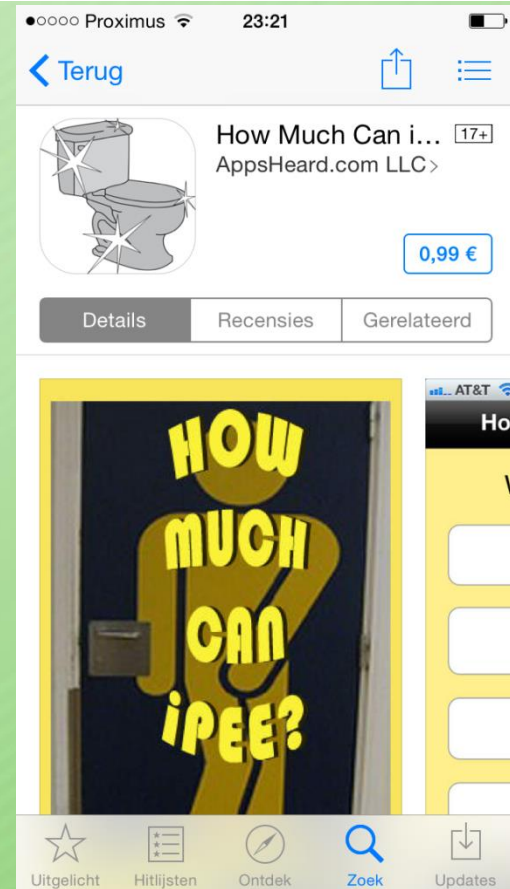 ●○○○○ Proximus 23:21
Terug
How Much Can i... 17+
AppsHeard.com LLC >
0,99 €
Details Recensies Gerelateerd
HOW
MUCH
CAN
iPEE?
AT&T
Ho
Uitgelicht Hitlijsten Ontdek Zoek Updates